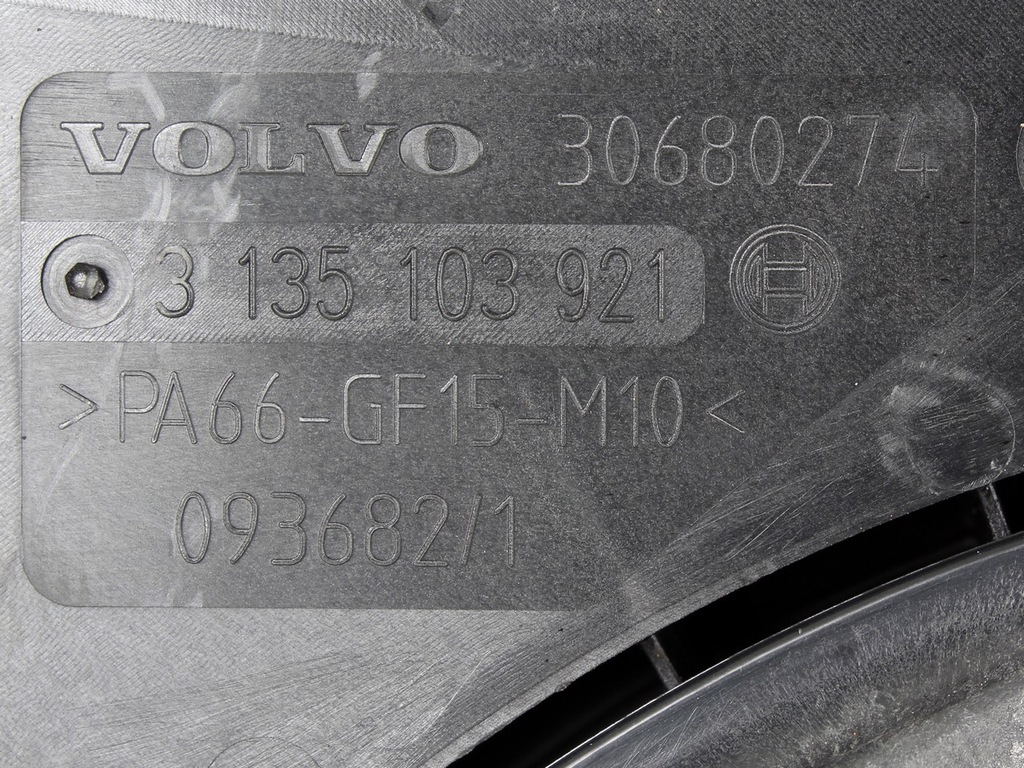 VOLVO 30680274
3 135 103 921
>PA66-GF15-M10<
093682/1